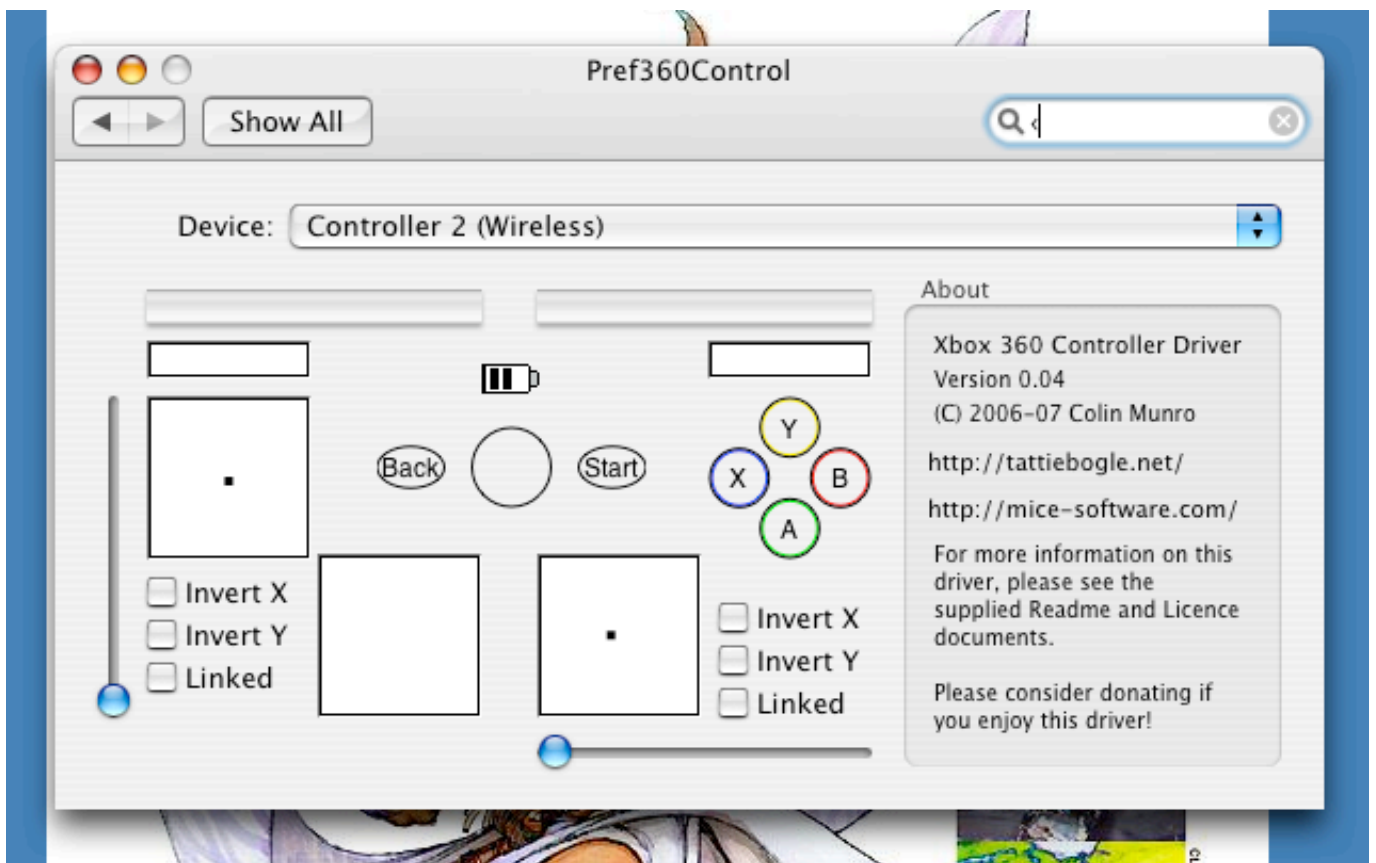 Pref360Control
Show All
‹
Device: Controller 2 (Wireless)
About
Xbox 360 Controller Driver
Version 0.04
(C) 2006-07 Colin Munro
http://tattiebogle.net/
http://mice-software.com/
For more information on this
driver, please see the
supplied Readme and Licence
documents.
Please consider donating if
you enjoy this driver!
Back
Start
Y
X
B
A
Invert X
Invert Y
Linked
Invert X
Invert Y
Linked